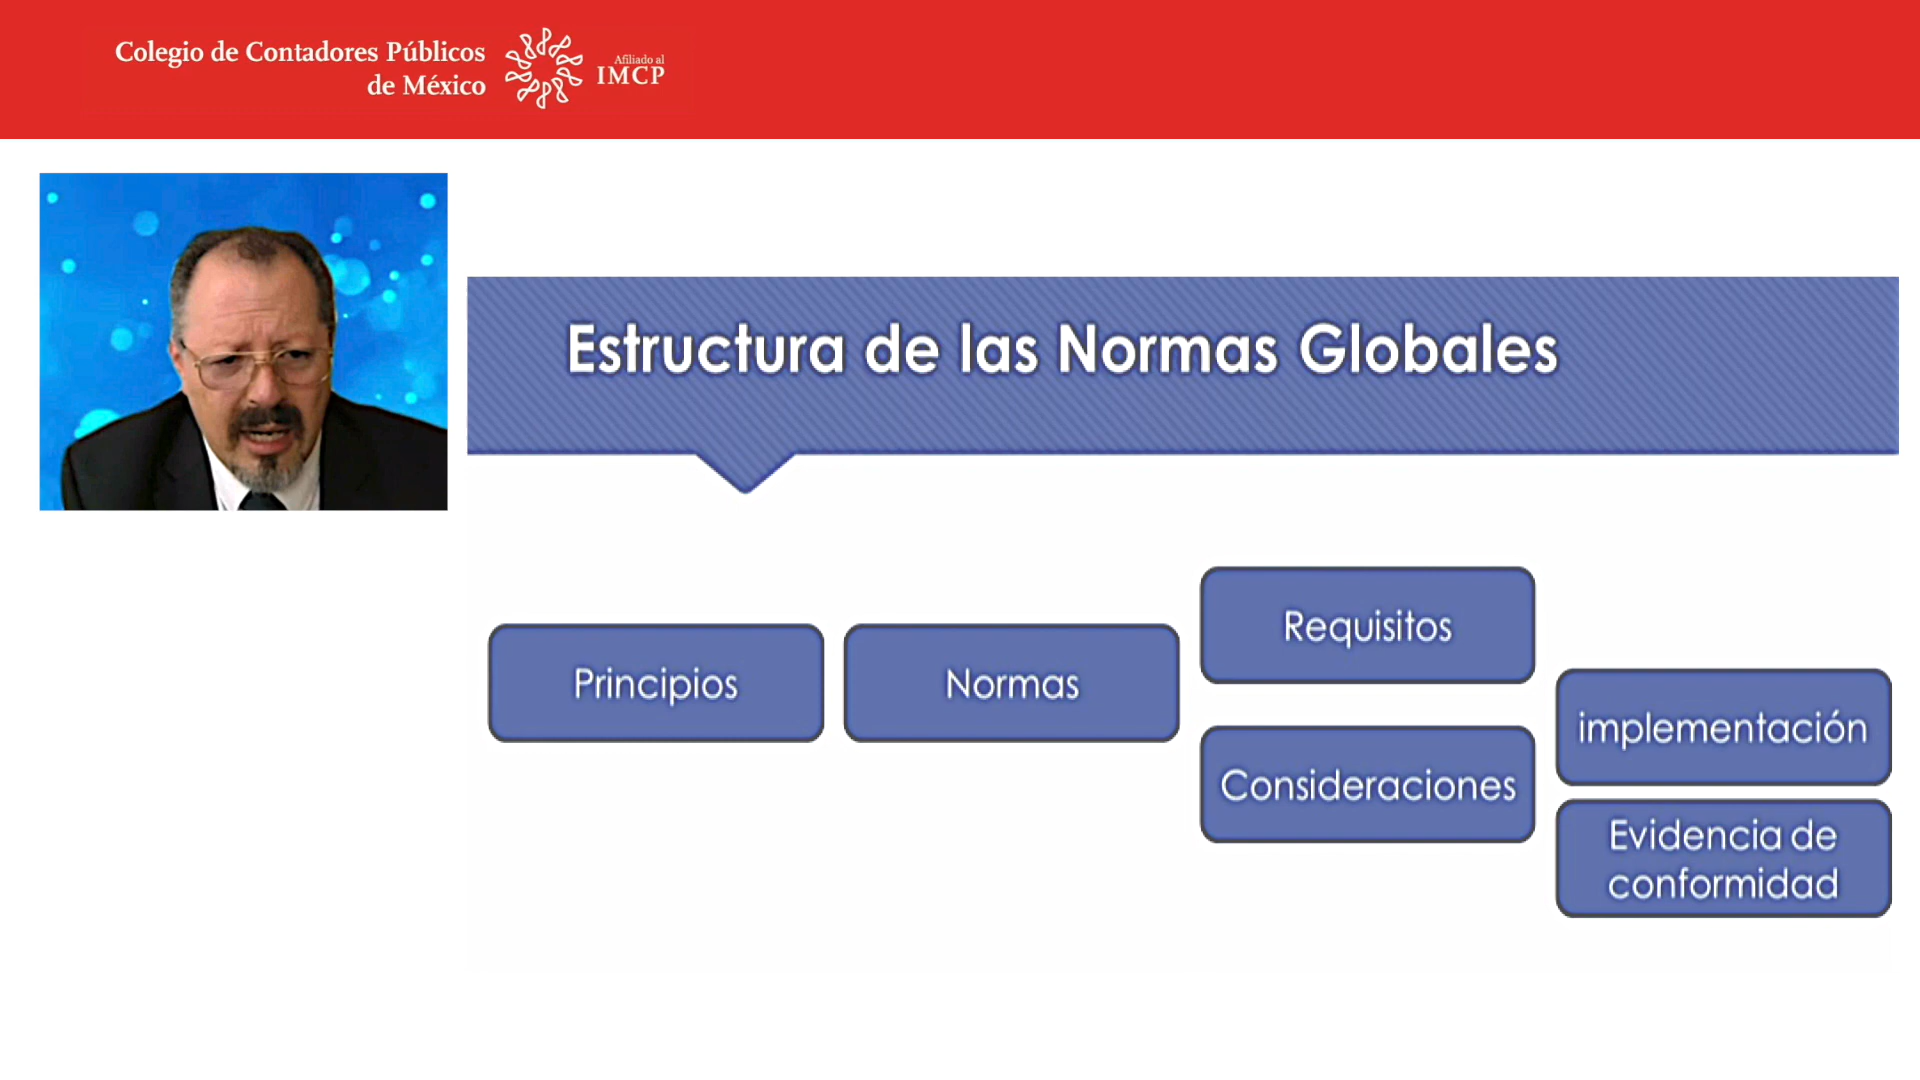 Colegio de Contadores Públicos
de México
Afiliado al
IMCP
Estructura de las Normas Globales
Principios
Normas
Requisitos
Consideraciones
implementación
Evidencia de
conformidad